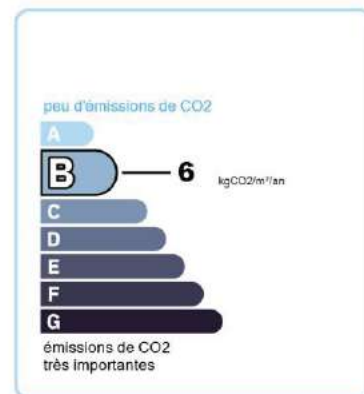 peu d'émissions de CO2
A
B
6
kgCO2/m²/an
C
D
E
F
G
émissions de CO2
très importantes